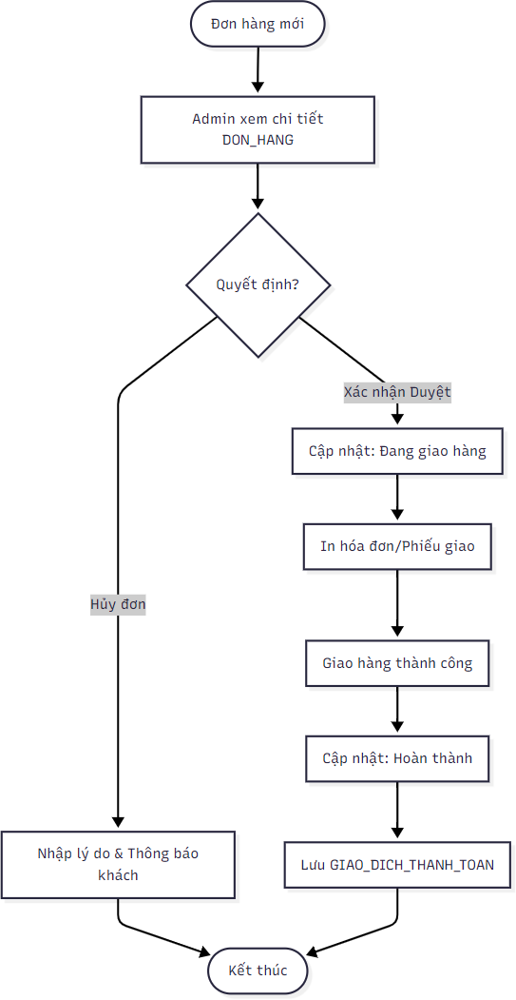 Đơn hàng mới
Admin xem chi tiết
DON_HANG
Quyết định?
Xác nhận Duyệt
Cập nhật: Đang giao hàng
In hóa đơn/Phiếu giao
Hủy đơn
Giao hàng thành công
Cập nhật: Hoàn thành
Nhập lý do & Thông báo
khách
Lưu GIAO_DICH_THANH_TOAN
Kết thúc